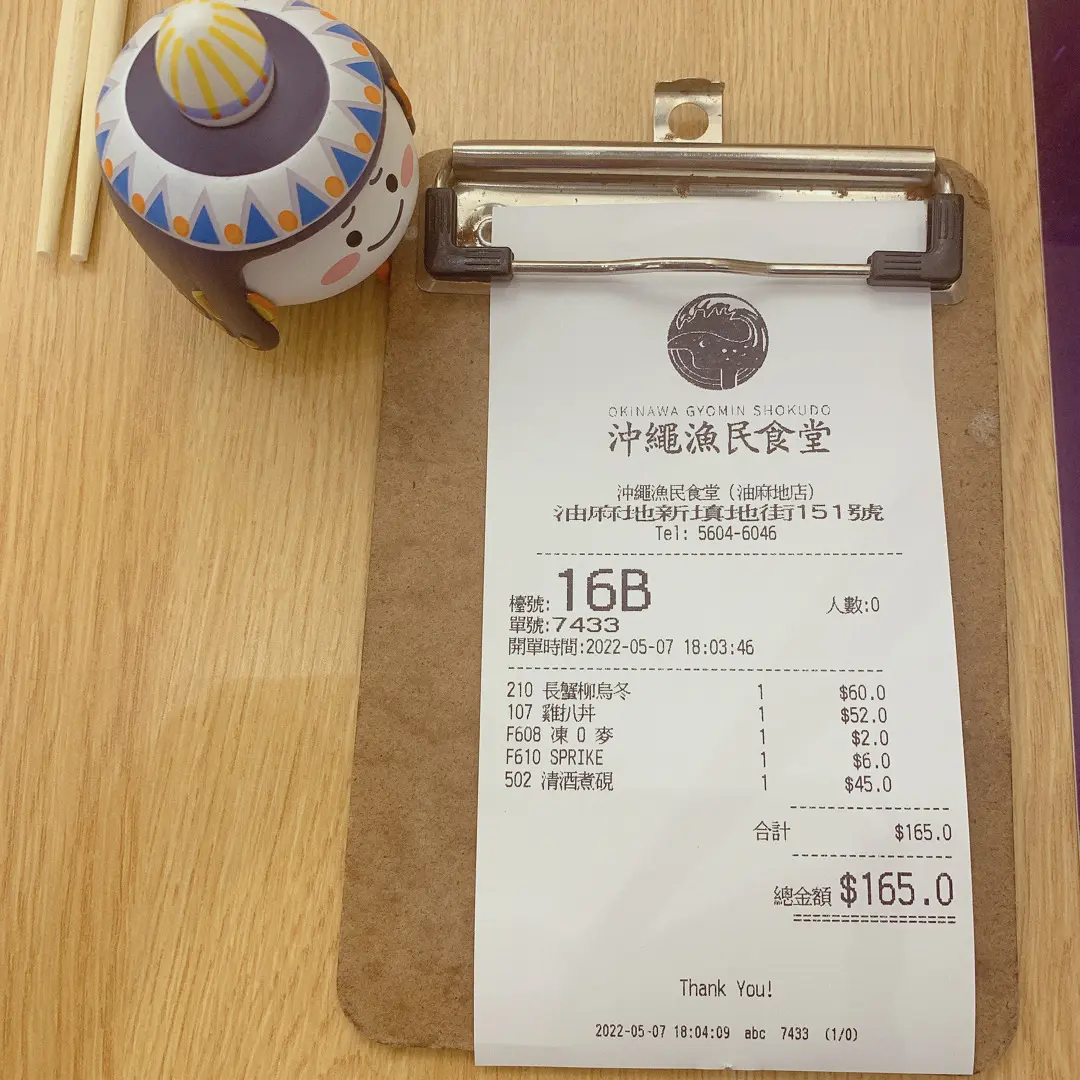 OKINAWA GYOMIN SHOKUDO
沖繩漁民食堂
沖繩漁民食堂（油麻地店）
油麻地新填地街151號
Tel: 5604-6046
檯號:16B 人數:0
單號:7433
開單時間:2022-05-07 18:03:46
210 長蟹柳烏冬 1 $60.0
107 雞扒丼 1 $52.0
F608 凍 O 麥 1 $2.0
F610 SPRIKE 1 $6.0
502 清酒煮硯 1 $45.0
合計 $165.0
總金額 $165.0
Thank You!
2022-05-07 18:04:09 abc 7433 (1/0)